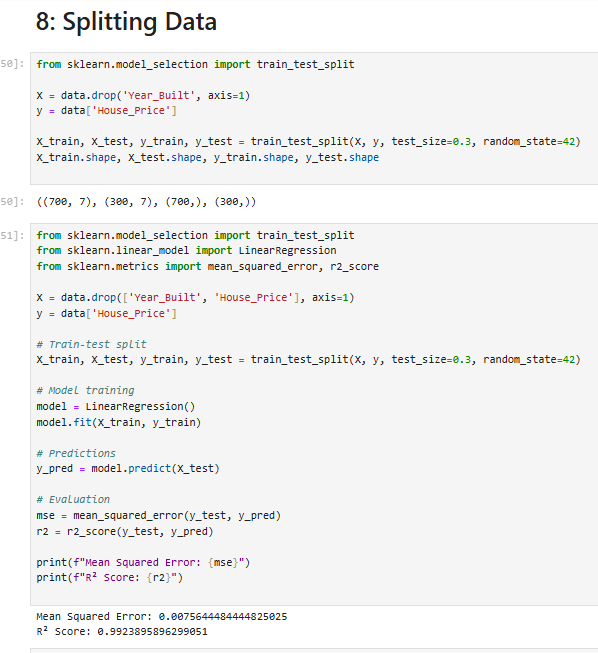 8: Splitting Data
50]: from sklearn.model_selection import train_test_split
X = data.drop('Year_Built', axis=1)
y = data['House_Price']
X_train, X_test, y_train, y_test = train_test_split(X, y, test_size=0.3, random_state=42)
X_train.shape, X_test.shape, y_train.shape, y_test.shape
50]: ((700, 7), (300, 7), (700,), (300,))
51]: from sklearn.model_selection import train_test_split
from sklearn.linear_model import LinearRegression
from sklearn.metrics import mean_squared_error, r2_score
X = data.drop(['Year_Built', 'House_Price'], axis=1)
y = data['House_Price']
# Train-test split
X_train, X_test, y_train, y_test = train_test_split(X, y, test_size=0.3, random_state=42)
# Model training
model = LinearRegression()
model.fit(X_train, y_train)
# Predictions
y_pred = model.predict(X_test)
# Evaluation
mse = mean_squared_error(y_test, y_pred)
r2 = r2_score(y_test, y_pred)
print(f"Mean Squared Error: {mse}")
print(f"R² Score: {r2}")
Mean Squared Error: 0.0075644484444825025
R² Score: 0.9923895896299051